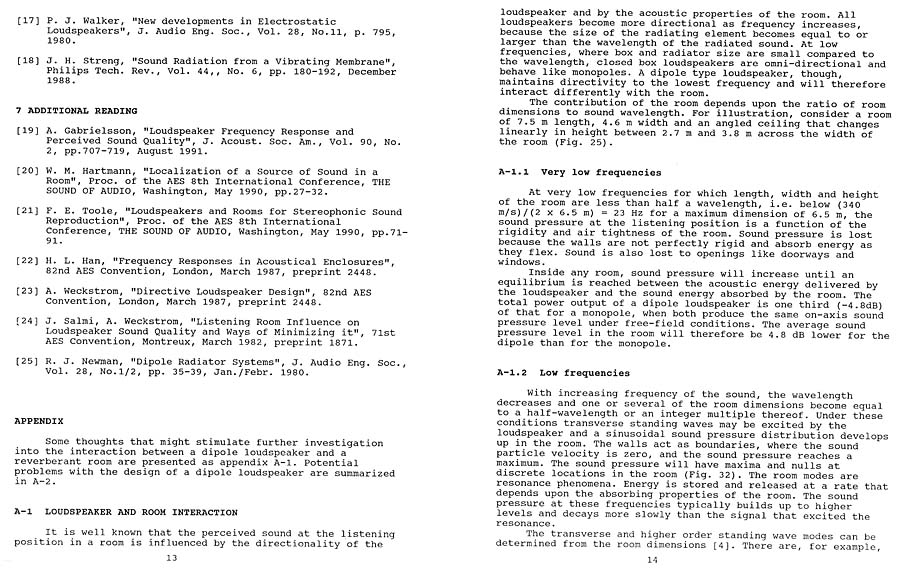 [17] P. J. Walker, "New developments in Electrostatic
Loudspeakers", J. Audio Eng. Soc., Vol. 28, No.11, p. 795,
1980.
[18] J. H. Streng, "Sound Radiation from a Vibrating Membrane",
Philips Tech. Rev., Vol. 44,, No. 6, pp. 180-192, December
1988.
7 ADDITIONAL READING
[19] A. Gabrielsson, "Loudspeaker Frequency Response and
Perceived Sound Quality", J. Acoust. Soc. Am., Vol. 90, No.
2, pp.707-719, August 1991.
[20] W. M. Hartmann, "Localization of a Source of Sound in a
Room", Proc. of the AES 8th International Conference, THE
SOUND OF AUDIO, Washington, May 1990, pp.27-32.
[21] F. E. Toole, "Loudspeakers and Rooms for Stereophonic Sound
Reproduction", Proc. of the AES 8th International
Conference, THE SOUND OF AUDIO, Washington, May 1990, pp.71-
91.
[22] H. L. Han, "Frequency Responses in Acoustical Enclosures",
82nd AES Convention, London, March 1987, preprint 2448.
[23] A. Weckstrom, "Directive Loudspeaker Design", 82nd AES
Convention, London, March 1987, preprint 2448.
[24] J. Salmi, A. Weckstrom, "Listening Room Influence on
Loudspeaker Sound Quality and Ways of Minimizing it", 71st
AES Convention, Montreux, March 1982, preprint 1871.
[25] R. J. Newman, "Dipole Radiator Systems", J. Audio Eng. Soc.,
Vol. 28, No.1/2, pp. 35-39, Jan./Febr. 1980.
APPENDIX
Some thoughts that might stimulate further investigation
into the interaction between a dipole loudspeaker and a
reverberant room are presented as appendix A-1. Potential
problems with the design of a dipole loudspeaker are summarized
in A-2.
A-1 LOUDSPEAKER AND ROOM INTERACTION
It is well known that the perceived sound at the listening
position in a room is influenced by the directionality of the
13
loudspeaker and by the acoustic properties of the room. All
loudspeakers become more directional as frequency increases,
because the size of the radiating element becomes equal to or
larger than the wavelength of the radiated sound. At low
frequencies, where box and radiator size are small compared to
the wavelength, closed box loudspeakers are omni-directional and
behave like monopoles. A dipole type loudspeaker, though,
maintains directivity to the lowest frequency and will therefore
interact differently with the room.
The contribution of the room depends upon the ratio of room
dimensions to sound wavelength. For illustration, consider a room
of 7.5 m length, 4.6 m width and an angled ceiling that changes
linearly in height between 2.7 m and 3.8 m across the width of
the room (Fig. 25).
A-1.1 Very low frequencies
At very low frequencies for which length, width and height
of the room are less than half a wavelength, i.e. below (340
m/s)/(2 x 6.5 m) = 23 Hz for a maximum dimension of 6.5 m, the
sound pressure at the listening position is a function of the
rigidity and air tightness of the room. Sound pressure is lost
because the walls are not perfectly rigid and absorb energy as
they flex. Sound is also lost to openings like doorways and
windows.
Inside any room, sound pressure will increase until an
equilibrium is reached between the acoustic energy delivered by
the loudspeaker and the sound energy absorbed by the room. The
total power output of a dipole loudspeaker is one third (-4.8dB)
of that for a monopole, when both produce the same on-axis sound
pressure level under free-field conditions. The average sound
pressure level in the room will therefore be 4.8 dB lower for the
dipole than for the monopole.
A-1.2 Low frequencies
With increasing frequency of the sound, the wavelength
decreases and one or several of the room dimensions become equal
to a half-wavelength or an integer multiple thereof. Under these
conditions transverse standing waves may be excited by the
loudspeaker and a sinusoidal sound pressure distribution develops
up in the room. The walls act as boundaries, where the sound
particle velocity is zero, and the sound pressure reaches a
maximum. The sound pressure will have maxima and nulls at
discrete locations in the room (Fig. 32). The room modes are
resonance phenomena. Energy is stored and released at a rate that
depends upon the absorbing properties of the room. The sound
pressure at these frequencies typically builds up to higher
levels and decays more slowly than the signal that excited the
resonance.
The transverse and higher order standing wave modes can be
determined from the room dimensions [4]. There are, for example,
14